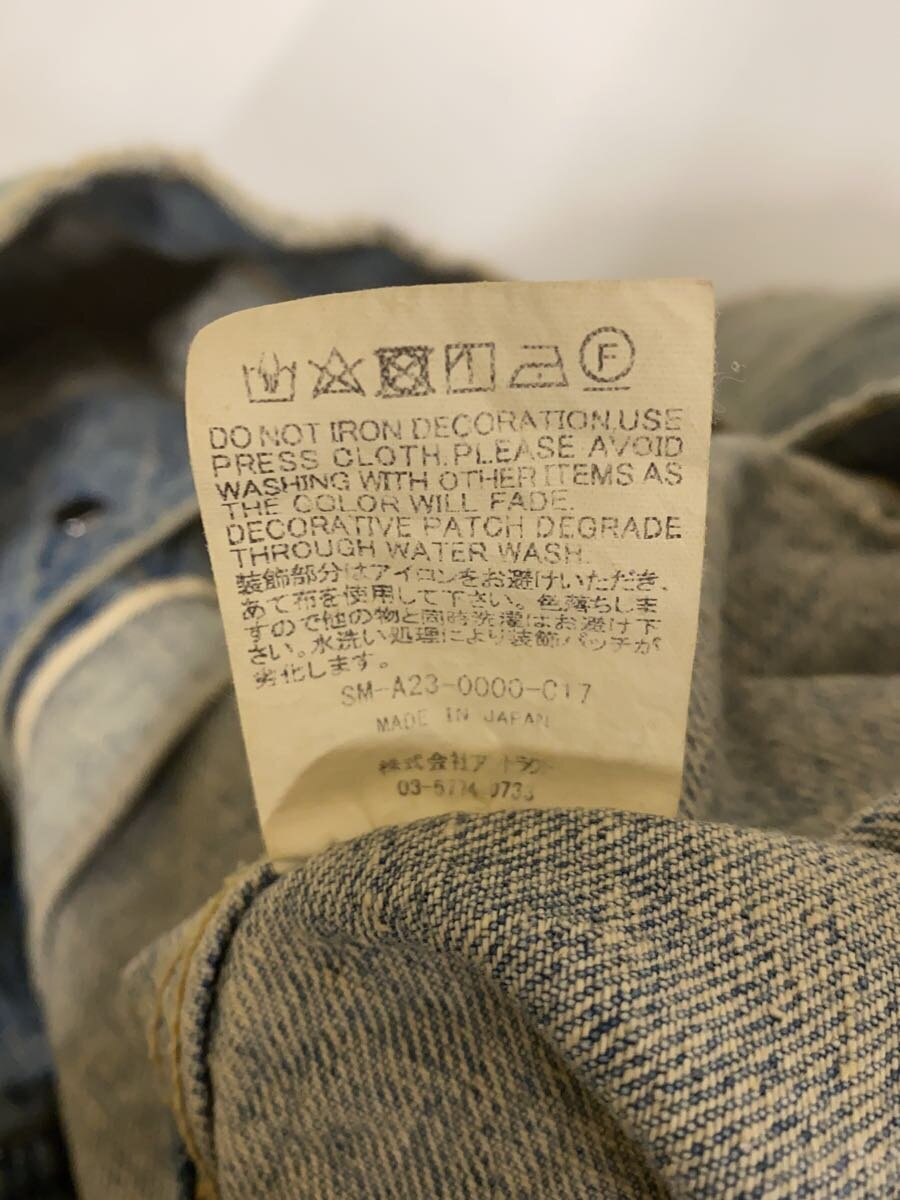 F
DO NOT IRON DECORATION.USE
PRESS CLOTH.PLEASE AVOID
WASHING WITH OTHER ITEMS AS
THE COLOR WILL FADE.
DECORATIVE PATCH DEGRADE
THROUGH WATER WASH.
装飾部分はアイロンをお避けいただき、
あて布を使用して下さい。色落ちしま
すので他の物と同時洗濯はお避け下
さい。水洗い処理により装飾パッチが
劣化します。
SM-A23-0000-C17
MADE IN JAPAN
株式会社
03-5774